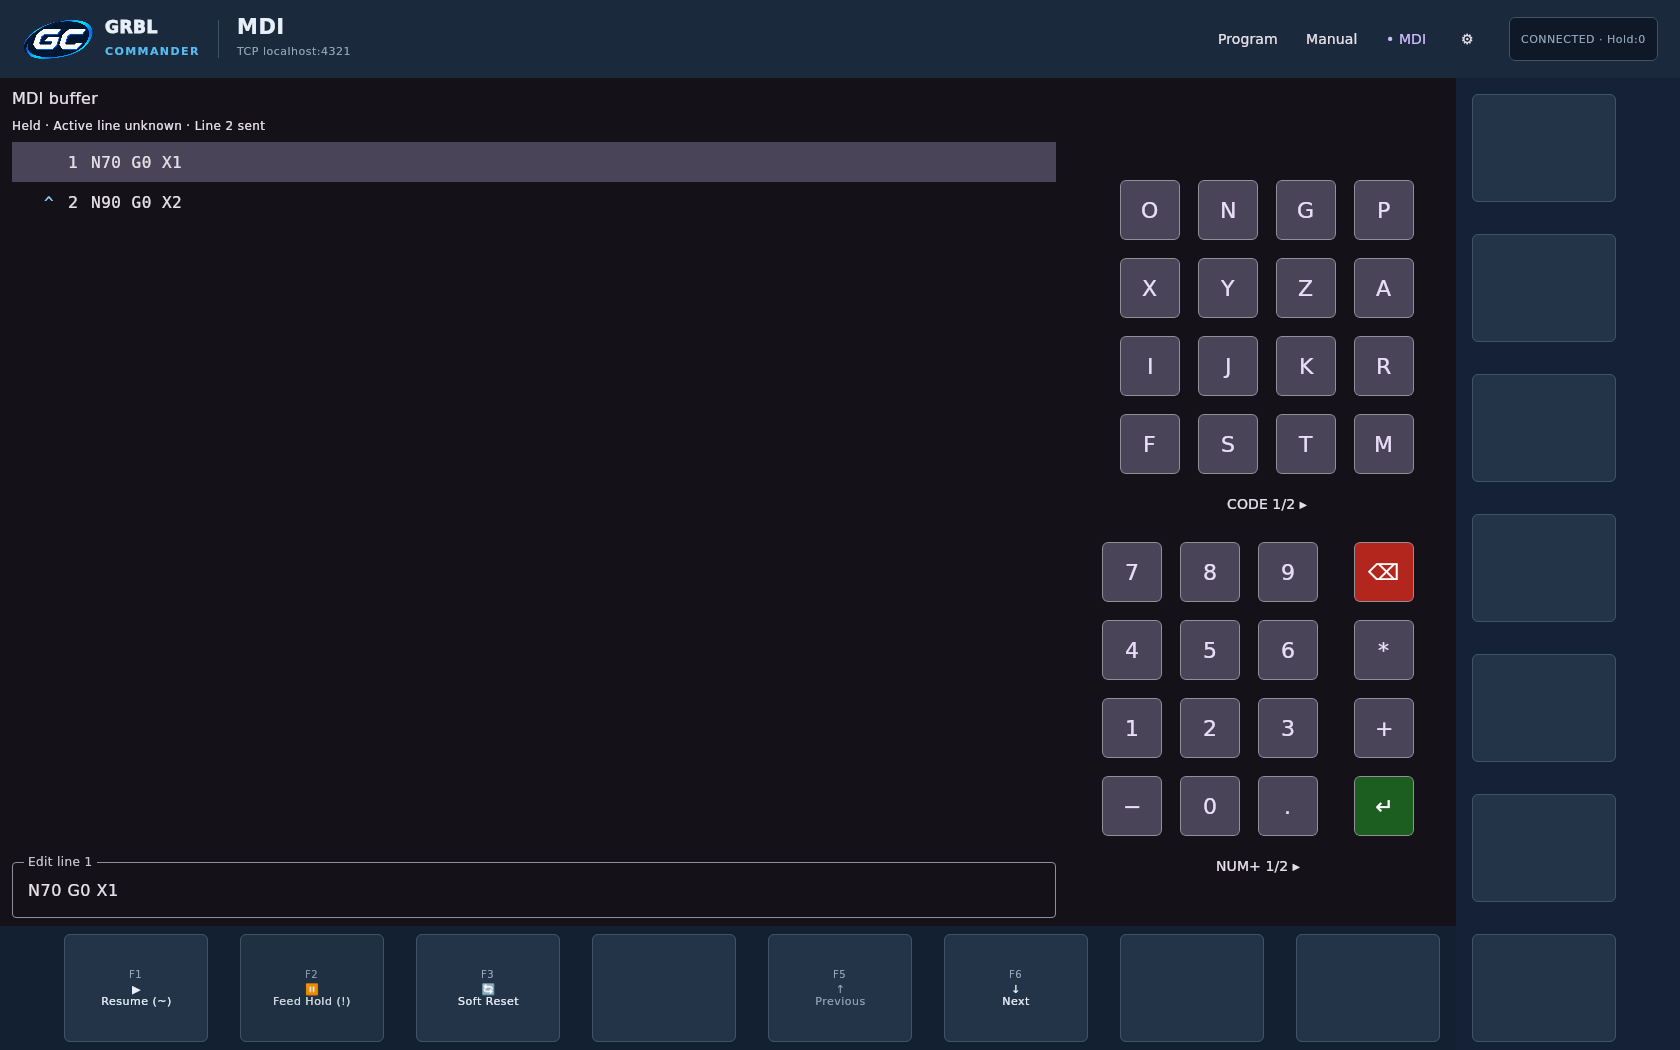 GC
GRBL
COMMANDER
MDI
TCP localhost:4321
Program
Manual
• MDI
⚙
CONNECTED · Hold:0
MDI buffer
Held · Active line unknown · Line 2 sent
1 N70 G0 X1
^ 2 N90 G0 X2
O N G P
X Y Z A
I J K R
F S T M
CODE 1/2 ▸
7 8 9 ⌫
4 5 6 *
1 2 3 +
− 0 . ↵
NUM+ 1/2 ▸
Edit line 1
N70 G0 X1
F1
▶
Resume (~)
F2
⏸
Feed Hold (!)
F3
🔄
Soft Reset
F5
↑
Previous
F6
↓
Next